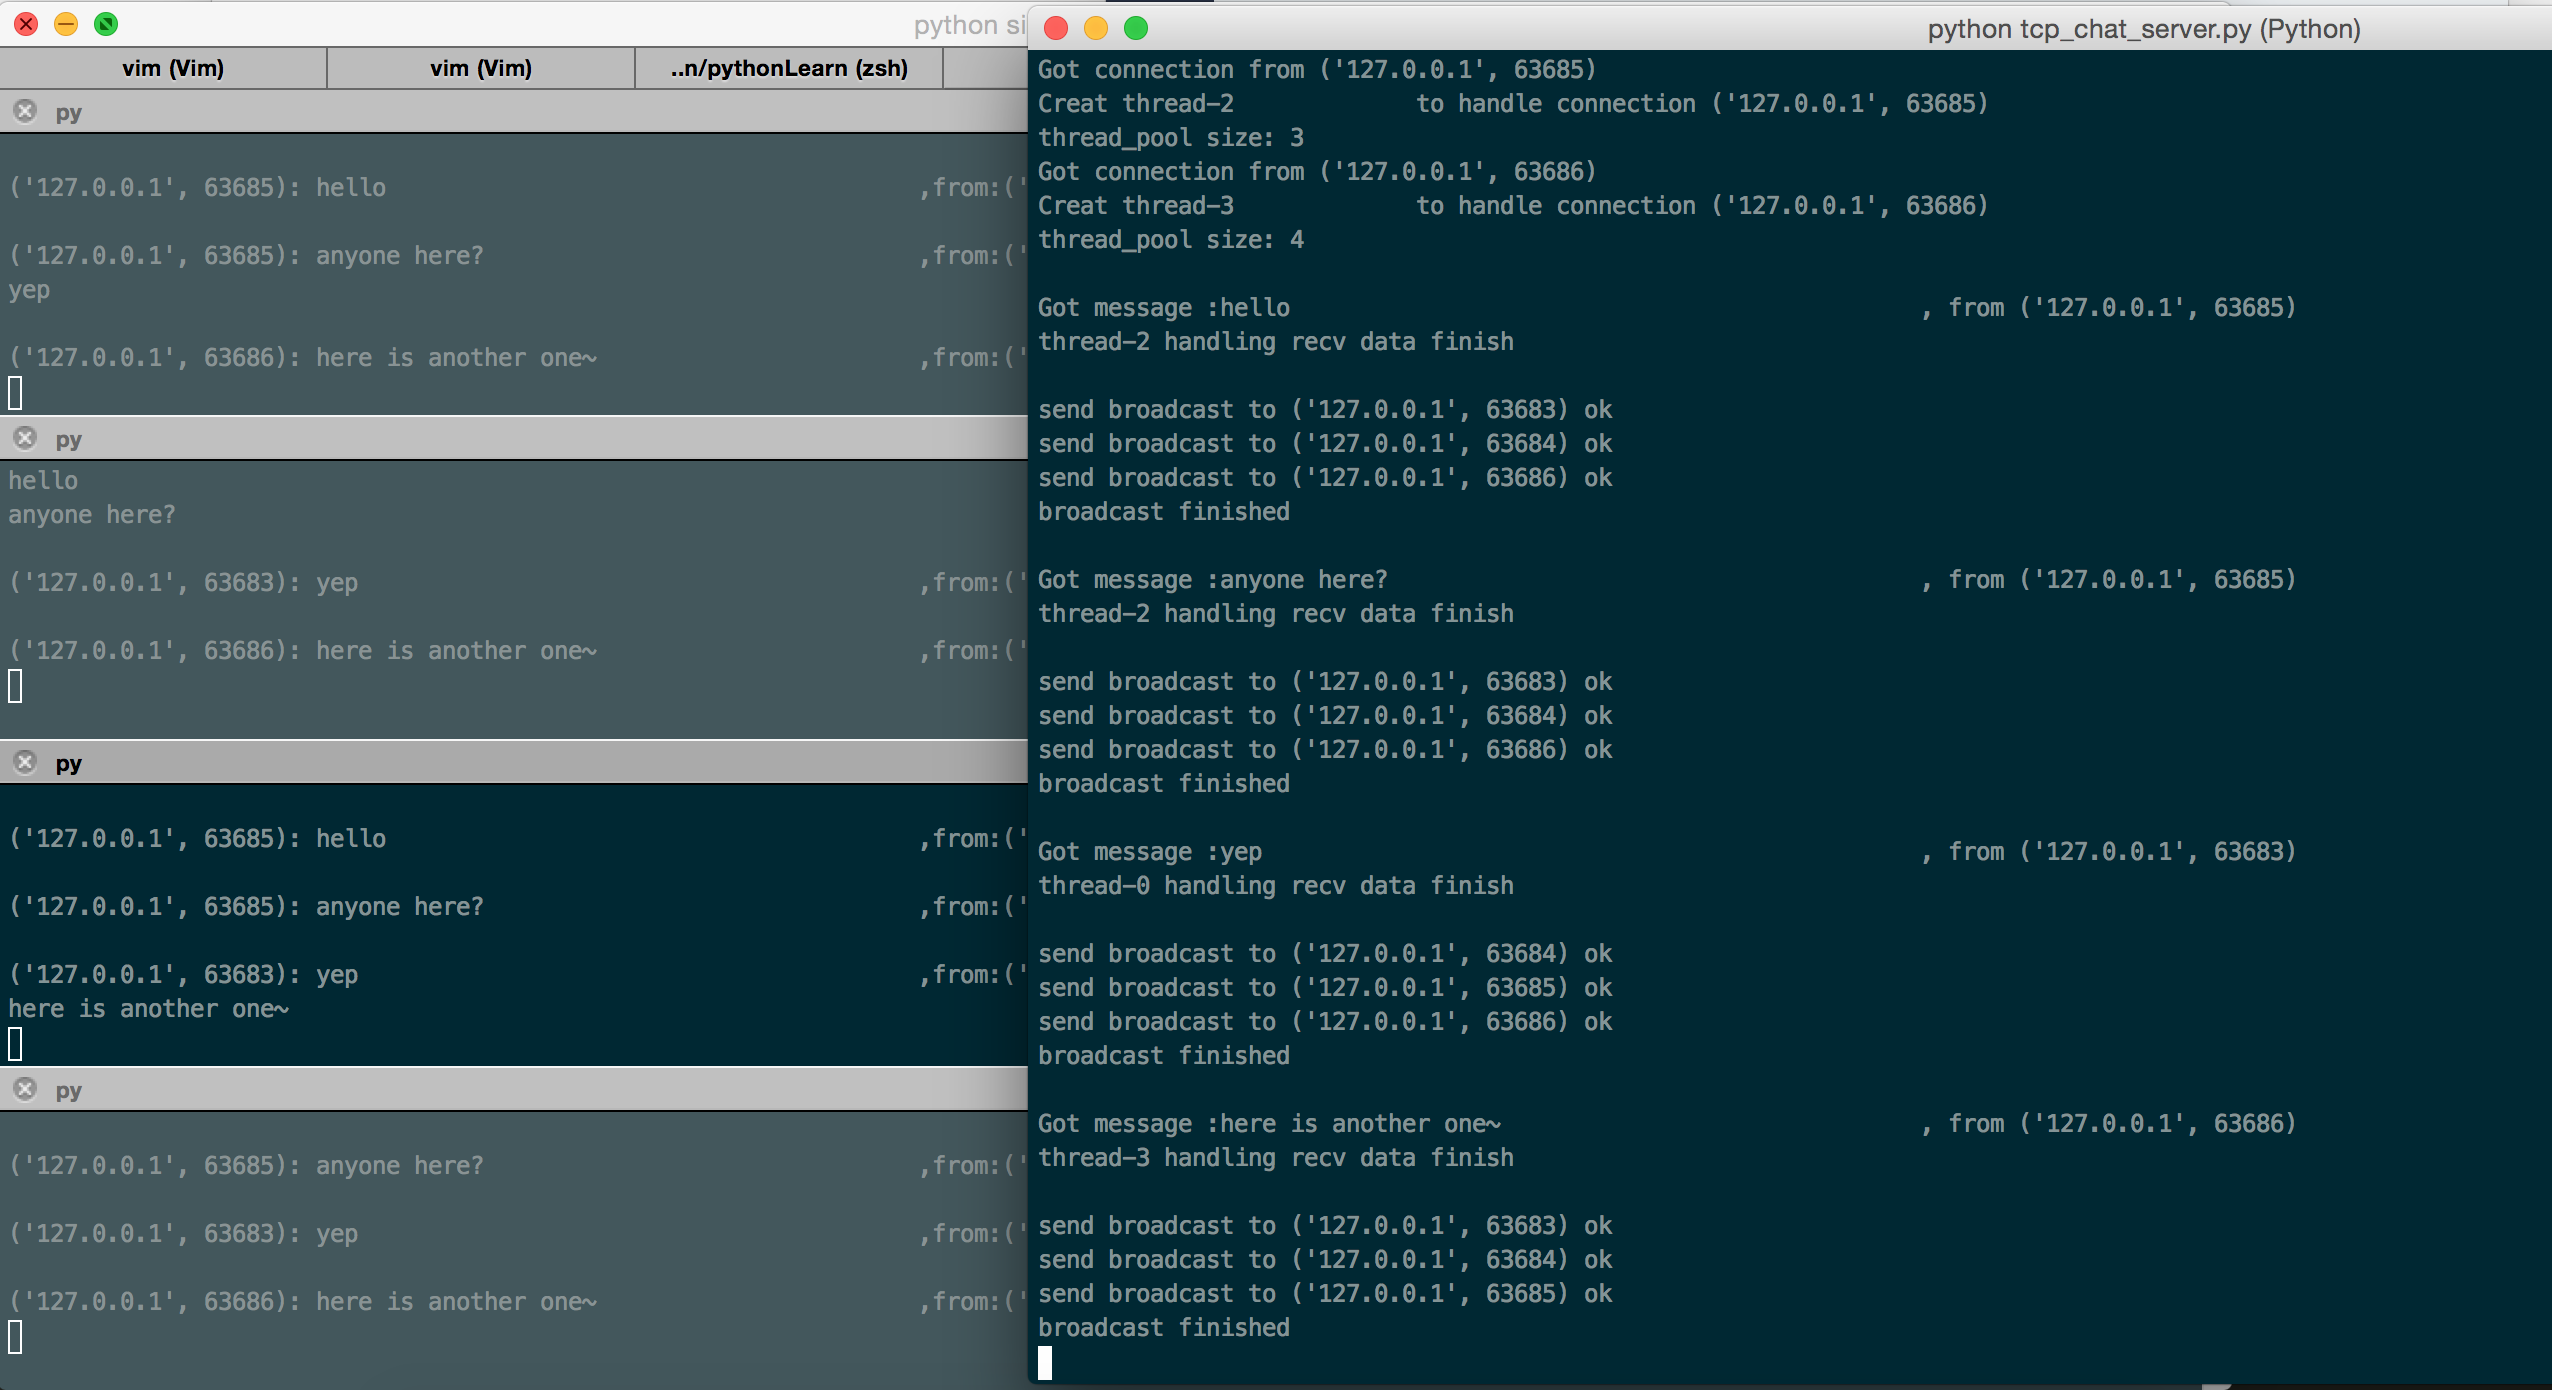 python si
vim (Vim)
vim (Vim)
..n/pythonLearn (zsh)
py
('127.0.0.1', 63685): hello ,from:('
('127.0.0.1', 63685): anyone here? ,from:('
yep
('127.0.0.1', 63686): here is another one~ ,from:('
py
hello
anyone here?
('127.0.0.1', 63683): yep ,from:('
('127.0.0.1', 63686): here is another one~ ,from:('
py
('127.0.0.1', 63685): hello ,from:('
('127.0.0.1', 63685): anyone here? ,from:('
('127.0.0.1', 63683): yep ,from:('
here is another one~
py
('127.0.0.1', 63685): anyone here? ,from:('
('127.0.0.1', 63683): yep ,from:('
('127.0.0.1', 63686): here is another one~ ,from:('
python tcp_chat_server.py (Python)
Got connection from ('127.0.0.1', 63685)
Creat thread-2 to handle connection ('127.0.0.1', 63685)
thread_pool size: 3
Got connection from ('127.0.0.1', 63686)
Creat thread-3 to handle connection ('127.0.0.1', 63686)
thread_pool size: 4
Got message :hello , from ('127.0.0.1', 63685)
thread-2 handling recv data finish
send broadcast to ('127.0.0.1', 63683) ok
send broadcast to ('127.0.0.1', 63684) ok
send broadcast to ('127.0.0.1', 63686) ok
broadcast finished
Got message :anyone here? , from ('127.0.0.1', 63685)
thread-2 handling recv data finish
send broadcast to ('127.0.0.1', 63683) ok
send broadcast to ('127.0.0.1', 63684) ok
send broadcast to ('127.0.0.1', 63686) ok
broadcast finished
Got message :yep , from ('127.0.0.1', 63683)
thread-0 handling recv data finish
send broadcast to ('127.0.0.1', 63684) ok
send broadcast to ('127.0.0.1', 63685) ok
send broadcast to ('127.0.0.1', 63686) ok
broadcast finished
Got message :here is another one~ , from ('127.0.0.1', 63686)
thread-3 handling recv data finish
send broadcast to ('127.0.0.1', 63683) ok
send broadcast to ('127.0.0.1', 63684) ok
send broadcast to ('127.0.0.1', 63685) ok
broadcast finished